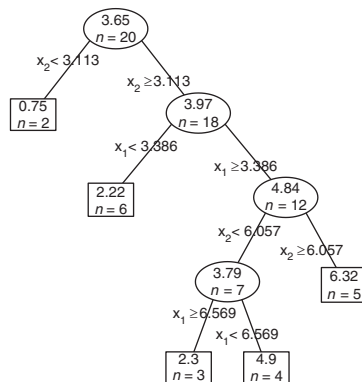 3.65
n = 20
x₂ < 3.113
x₂ ≥3.113
0.75
n = 2
3.97
n = 18
x₁ < 3.386
x₁ ≥3.386
2.22
n = 6
4.84
n = 12
x₂ < 6.057
x₂ ≥6.057
3.79
n = 7
6.32
n = 5
x₁ ≥6.569
x₁ < 6.569
2.3
n = 3
4.9
n = 4